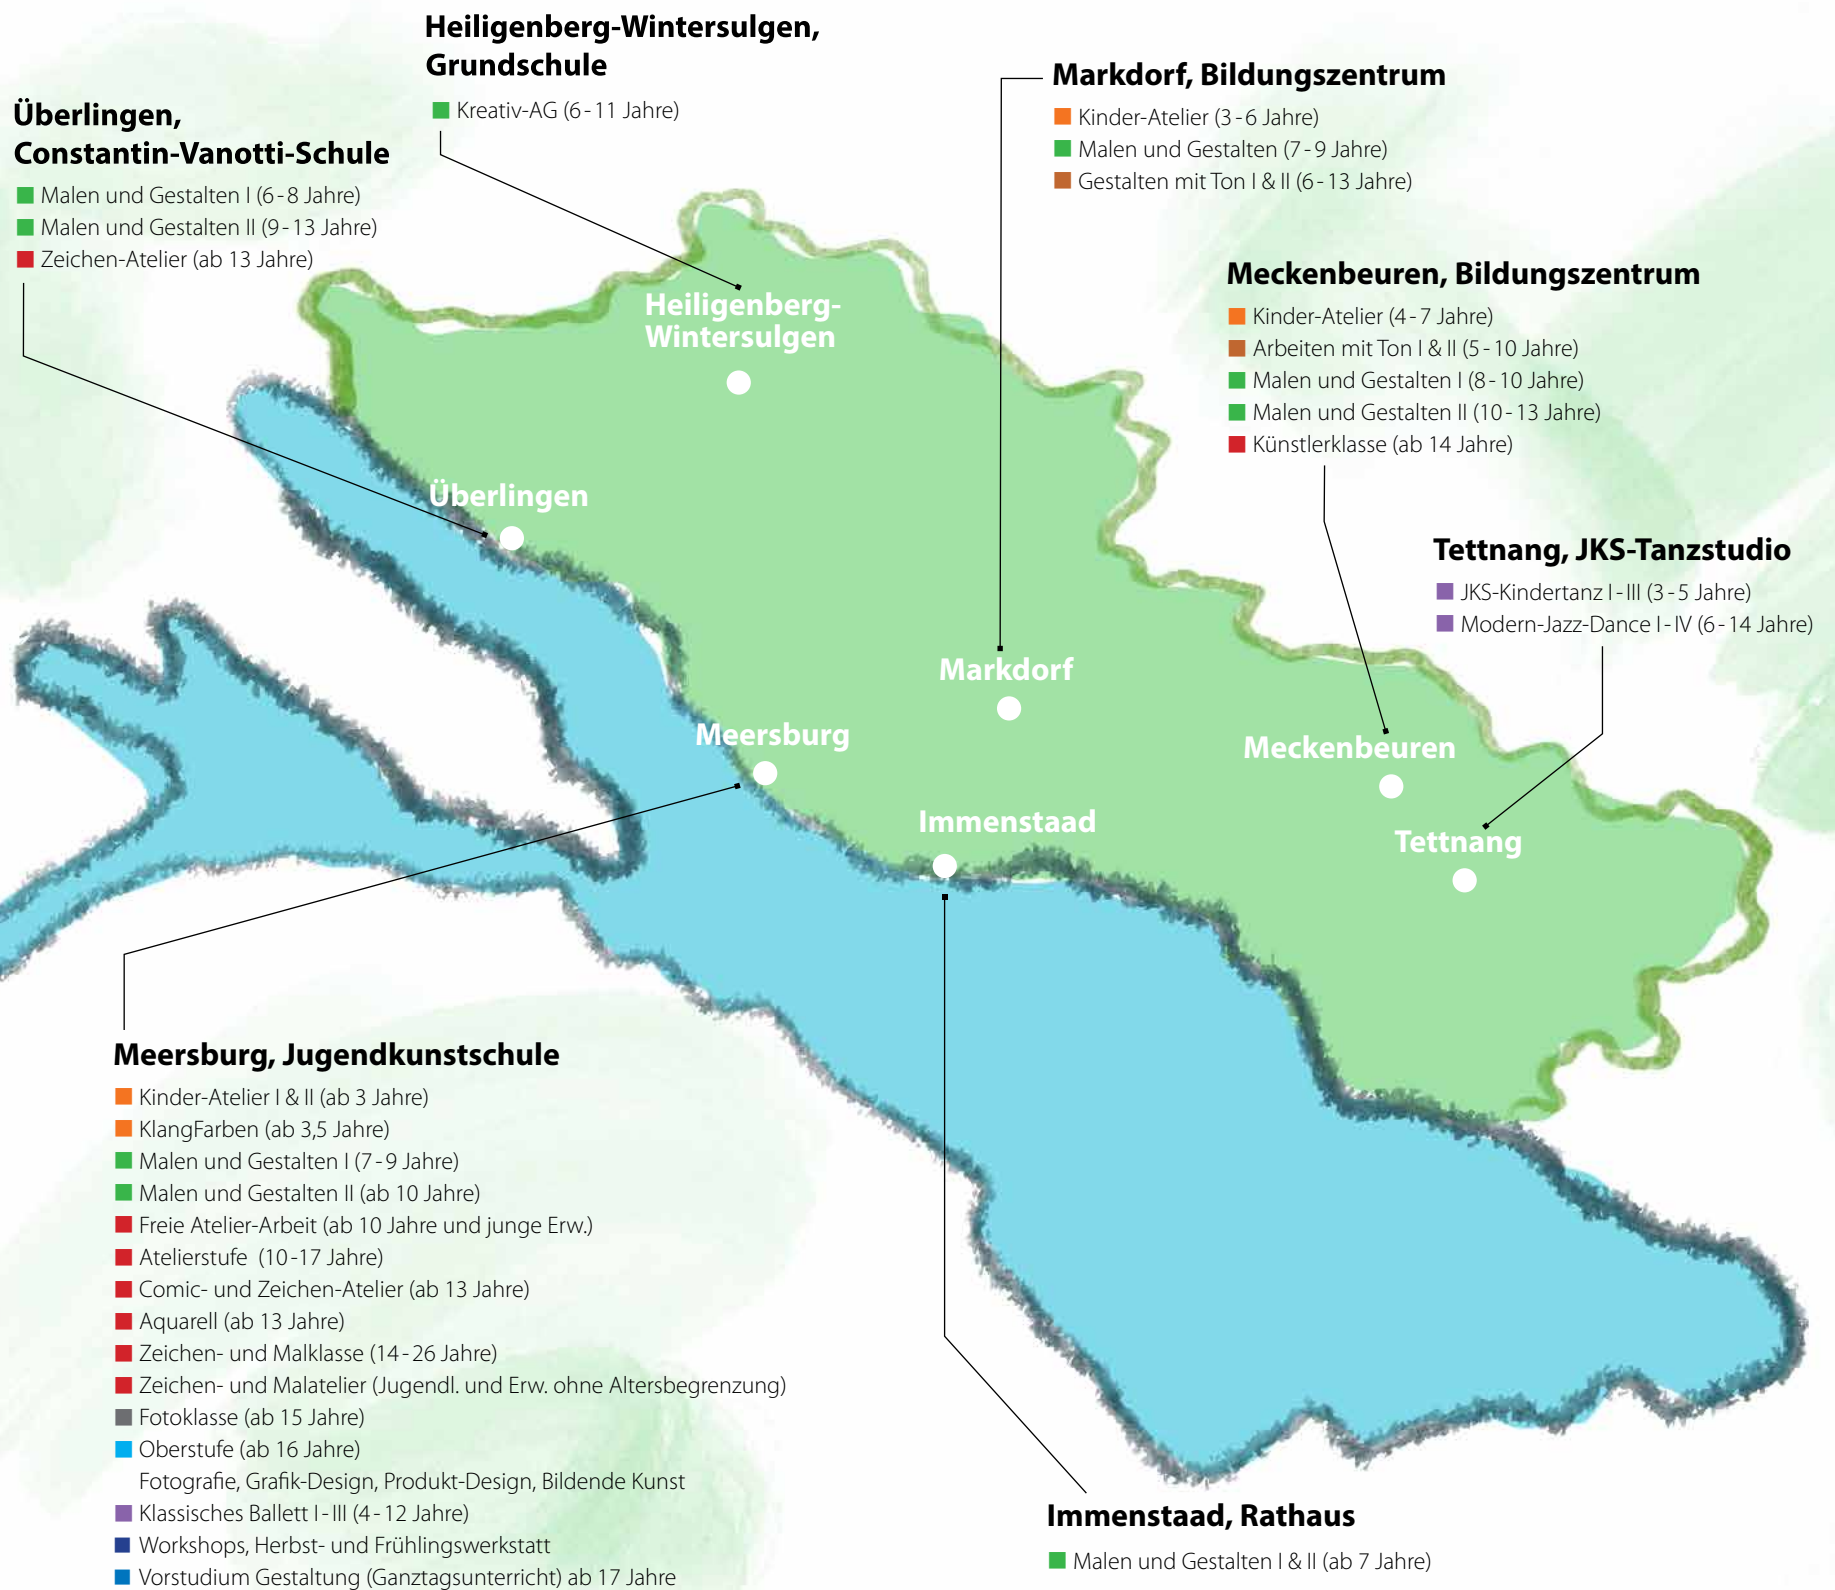 Heiligenberg-Wintersulgen,
Grundschule
Kreativ-AG (6-11 Jahre)
Überlingen,
Constantin-Vanotti-Schule
Malen und Gestalten I (6-8 Jahre)
Malen und Gestalten II (9-13 Jahre)
Zeichen-Atelier (ab 13 Jahre)
Markdorf, Bildungszentrum
Kinder-Atelier (3-6 Jahre)
Malen und Gestalten (7-9 Jahre)
Gestalten mit Ton I & II (6-13 Jahre)
Meckenbeuren, Bildungszentrum
Kinder-Atelier (4-7 Jahre)
Arbeiten mit Ton I & II (5-10 Jahre)
Malen und Gestalten I (8-10 Jahre)
Malen und Gestalten II (10-13 Jahre)
Künstlerklasse (ab 14 Jahre)
Tettnang, JKS-Tanzstudio
JKS-Kindertanz I-III (3-5 Jahre)
Modern-Jazz-Dance I-IV (6-14 Jahre)
Heiligenberg-
Wintersulgen
Überlingen
Markdorf
Meersburg
Meckenbeuren
Immenstaad
Tettnang
Meersburg, Jugendkunstschule
Kinder-Atelier I & II (ab 3 Jahre)
KlangFarben (ab 3,5 Jahre)
Malen und Gestalten I (7-9 Jahre)
Malen und Gestalten II (ab 10 Jahre)
Freie Atelier-Arbeit (ab 10 Jahre und junge Erw.)
Atelierstufe (10-17 Jahre)
Comic- und Zeichen-Atelier (ab 13 Jahre)
Aquarell (ab 13 Jahre)
Zeichen- und Malklasse (14-26 Jahre)
Zeichen- und Malatelier (Jugendl. und Erw. ohne Altersbegrenzung)
Fotoklasse (ab 15 Jahre)
Oberstufe (ab 16 Jahre)
Fotografie, Grafik-Design, Produkt-Design, Bildende Kunst
Klassisches Ballett I-III (4-12 Jahre)
Workshops, Herbst- und Frühlingswerkstatt
Vorstudium Gestaltung (Ganztagsunterricht) ab 17 Jahre
Immenstaad, Rathaus
Malen und Gestalten I & II (ab 7 Jahre)